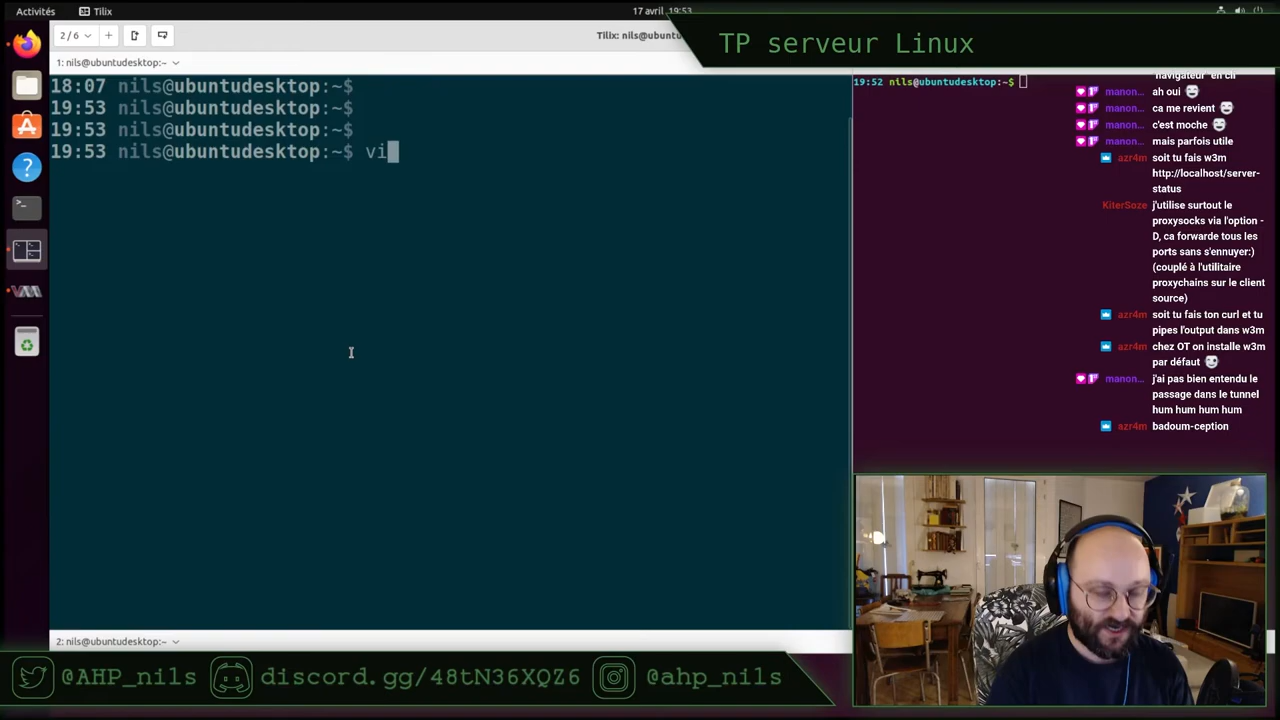 Activités
Tilix
17 avril 19:53
2/6
Tilix: nils@ubuntu
TP serveur Linux
1: nils@ubuntudesktop:~
18:07 nils@ubuntudesktop:~$
19:53 nils@ubuntudesktop:~$
19:53 nils@ubuntudesktop:~$
19:53 nils@ubuntudesktop:~$ vi
19:52 nils@ubuntudesktop:~$
navigateur en cli
manon... ah oui
manon... ca me revient
manon... c'est moche
manon... mais parfois utile
azr4m soit tu fais w3m
http://localhost/server-
status
KiterSoze j'utilise surtout le
proxysocks via l'option -
D, ca forwarde tous les
ports sans s'ennuyer:)
(couplé à l'utilitaire
proxychains sur le client
source)
azr4m soit tu fais ton curl et tu
pipes l'output dans w3m
azr4m chez OT on installe w3m
par défaut
manon... j'ai pas bien entendu le
passage dans le tunnel
hum hum hum hum
azr4m badoum-ception
2: nils@ubuntudesktop:~
@AHP_nils
discord.gg/48tN36XQZ6
@ahp_nils